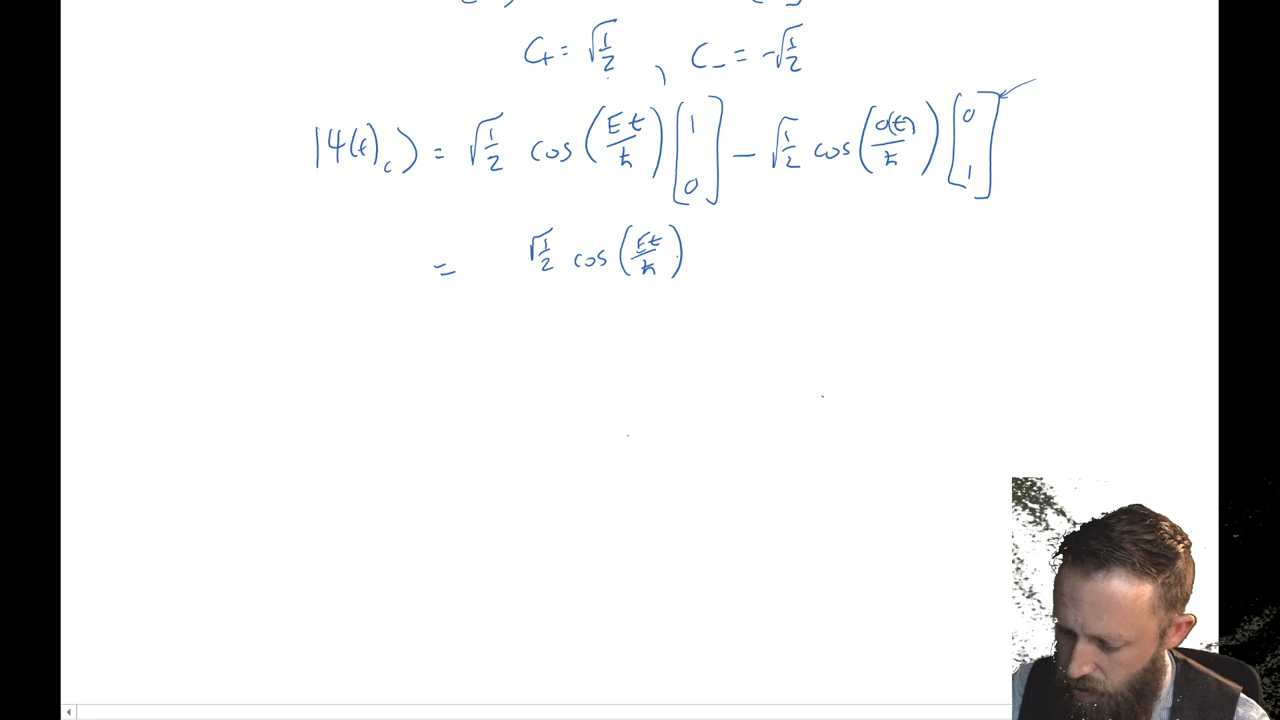 C₊ = √½ , C₋ = -√½
|Ψ(t)_c⟩ = √½ cos(Et/ħ) [1 0] − √½ cos(0(t)/ħ) [0 1]
= √½ cos(Et/ħ)